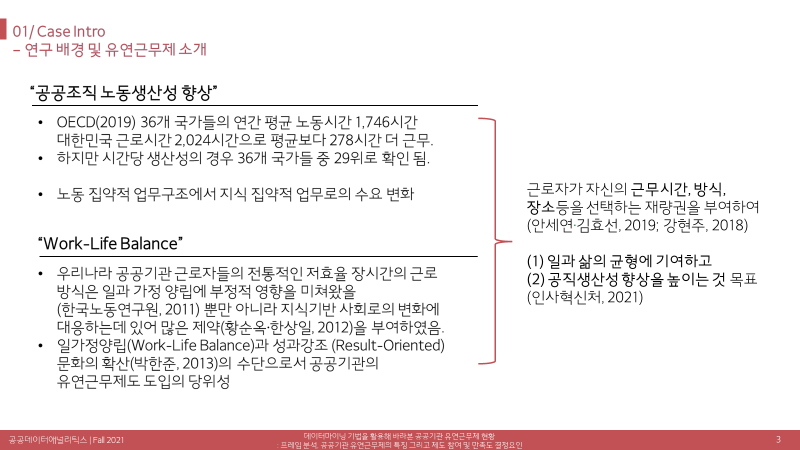 01/ Case Intro
– 연구 배경 및 유연근무제 소개
“공공조직 노동생산성 향상”
• OECD(2019) 36개 국가들의 연간 평균 노동시간 1,746시간
대한민국 근로시간 2,024시간으로 평균보다 278시간 더 근무.
• 하지만 시간당 생산성의 경우 36개 국가들 중 29위로 확인 됨.
• 노동 집약적 업무구조에서 지식 집약적 업무로의 수요 변화
“Work-Life Balance”
• 우리나라 공공기관 근로자들의 전통적인 저효율 장시간의 근로
방식은 일과 가정 양립에 부정적 영향을 미쳐왔을
(한국노동연구원, 2011) 뿐만 아니라 지식기반 사회로의 변화에
대응하는데 있어 많은 제약(황순옥·한상일, 2012)을 부여하였음.
• 일가정양립(Work-Life Balance)과 성과강조 (Result-Oriented)
문화의 확산(박한준, 2013)의 수단으로서 공공기관의
유연근무제도 도입의 당위성
근로자가 자신의 근무시간, 방식,
장소등을 선택하는 재량권을 부여하여
(안세연·김효선, 2019; 강현주, 2018)
(1) 일과 삶의 균형에 기여하고
(2) 공직생산성 향상을 높이는 것 목표
(인사혁신처, 2021)
공공데이터애널리틱스 | Fall 2021
데이터마이닝 기법을 활용해 바라본 공공기관 유연근무제 현황
: 프레임 분석, 공공기관 유연근무제의 특징 그리고 제도 참여 및 만족도 결정요인
3